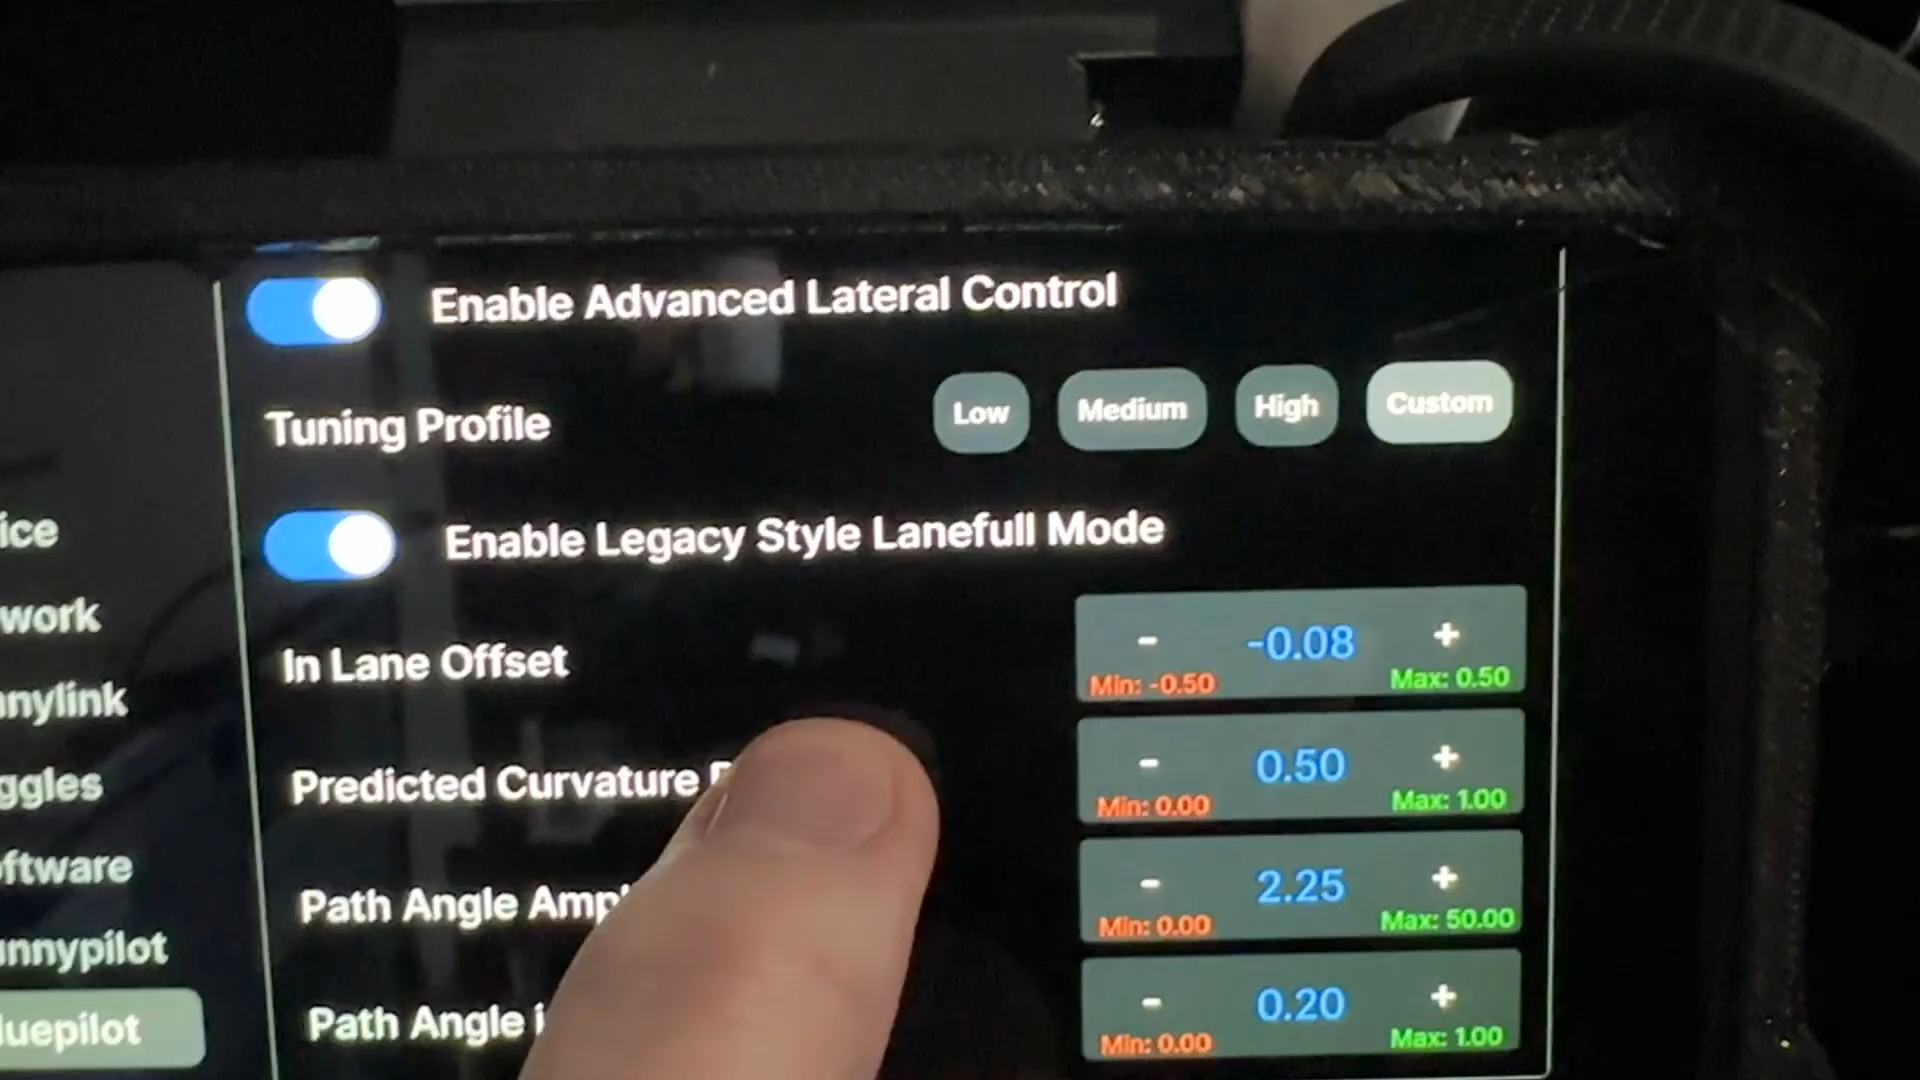 Enable Advanced Lateral Control
Tuning Profile
Low Medium High Custom
Enable Legacy Style Lanefull Mode
In Lane Offset
- -0.08 +
Min: -0.50 Max: 0.50
Predicted Curvature
- 0.50 +
Min: 0.00 Max: 1.00
Path Angle
- 2.25 +
Min: 0.00 Max: 50.00
Path Angle
- 0.20 +
Min: 0.00 Max: 1.00
ice
work
nnylink
ggles
ftware
unnypilot
luepilot